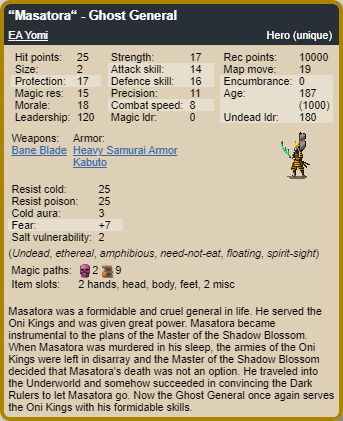 “Masatora“ - Ghost General
EA Yomi Hero (unique)
Hit points: 25 Strength: 17 Rec points: 10000
Size: 2 Attack skill: 14 Map move: 19
Protection: 17 Defence skill: 16 Encumbrance: 0
Magic res: 15 Precision: 11 Age: 187
Morale: 18 Combat speed: 8 (1000)
Leadership: 120 Magic ldr: 0 Undead ldr: 180
Weapons: Armor:
Bane Blade Heavy Samurai Armor
Kabuto
Resist cold: 25
Resist poison: 25
Cold aura: 3
Fear: +7
Salt vulnerability: 2
(Undead, ethereal, amphibious, need-not-eat, floating, spirit-sight)
Magic paths: 2 9
Item slots: 2 hands, head, body, feet, 2 misc
Masatora was a formidable and cruel general in life. He served the
Oni Kings and was given great power. Masatora became
instrumental to the plans of the Master of the Shadow Blossom.
When Masatora was murdered in his sleep, the armies of the Oni
Kings were left in disarray and the Master of the Shadow Blossom
decided that Masatora's death was not an option. He traveled into
the Underworld and somehow succeeded in convincing the Dark
Rulers to let Masatora go. Now the Ghost General once again serves
the Oni Kings with his formidable skills.